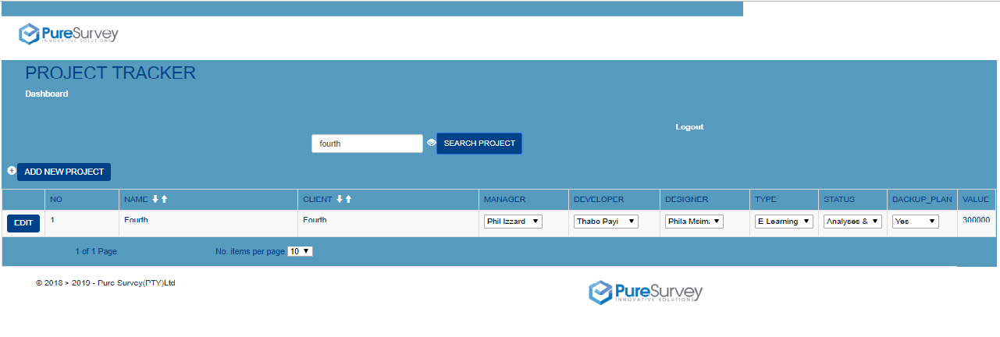 PureSurvey
INNOVATIVE SOLUTIONS
PROJECT TRACKER
Dashboard
Logout
fourth SEARCH PROJECT
ADD NEW PROJECT
NO NAME CLIENT MANAGER DEVELOPER DESIGNER TYPE STATUS BACKUP_PLAN VALUE
EDIT 1 Fourth Fourth Phil Izzard Thabo Payi Phila Msima E Learning Analyses & Yes 300000
1 of 1 Page No. items per page 10
© 2018 > 2019 - Pure Survey(PTY)Ltd
PureSurvey
INNOVATIVE SOLUTIONS